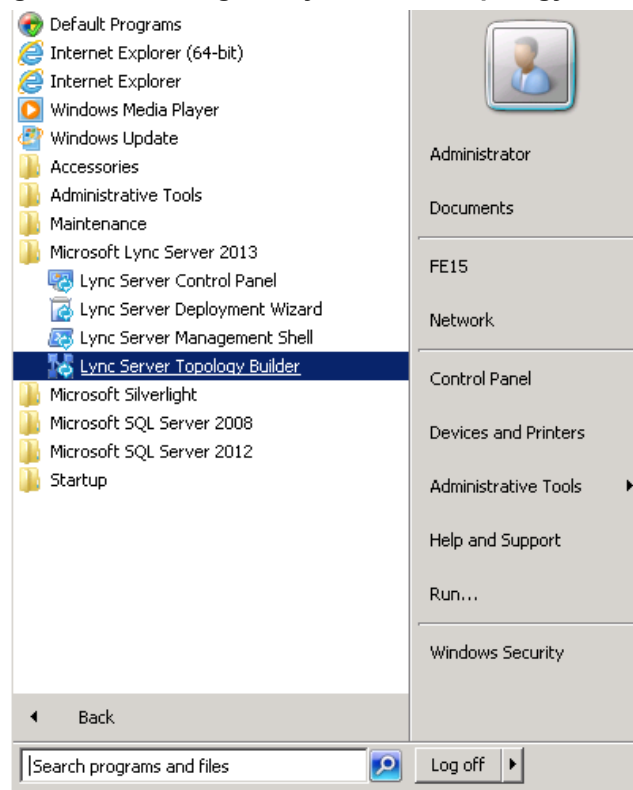 Default Programs
Internet Explorer (64-bit)
Internet Explorer
Windows Media Player
Windows Update
Accessories
Administrative Tools
Maintenance
Microsoft Lync Server 2013
Lync Server Control Panel
Lync Server Deployment Wizard
Lync Server Management Shell
Lync Server Topology Builder
Microsoft Silverlight
Microsoft SQL Server 2008
Microsoft SQL Server 2012
Startup
Back
Search programs and files
Administrator
Documents
FE15
Network
Control Panel
Devices and Printers
Administrative Tools
Help and Support
Run...
Windows Security
Log off